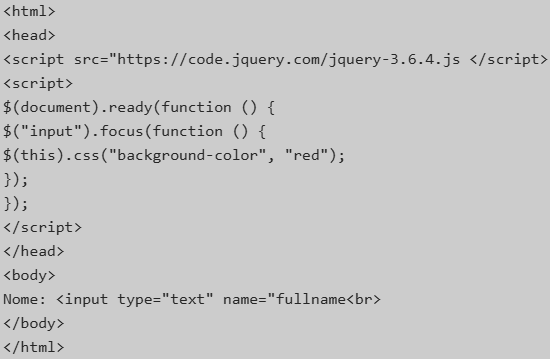 <html>
<head>
<script src="https://code.jquery.com/jquery-3.6.4.js </script>
<script>
$(document).ready(function () {
$("input").focus(function () {
$(this).css("background-color", "red");
});
});
</script>
</head>
<body>
Nome: <input type="text" name="fullname<br>
</body>
</html>